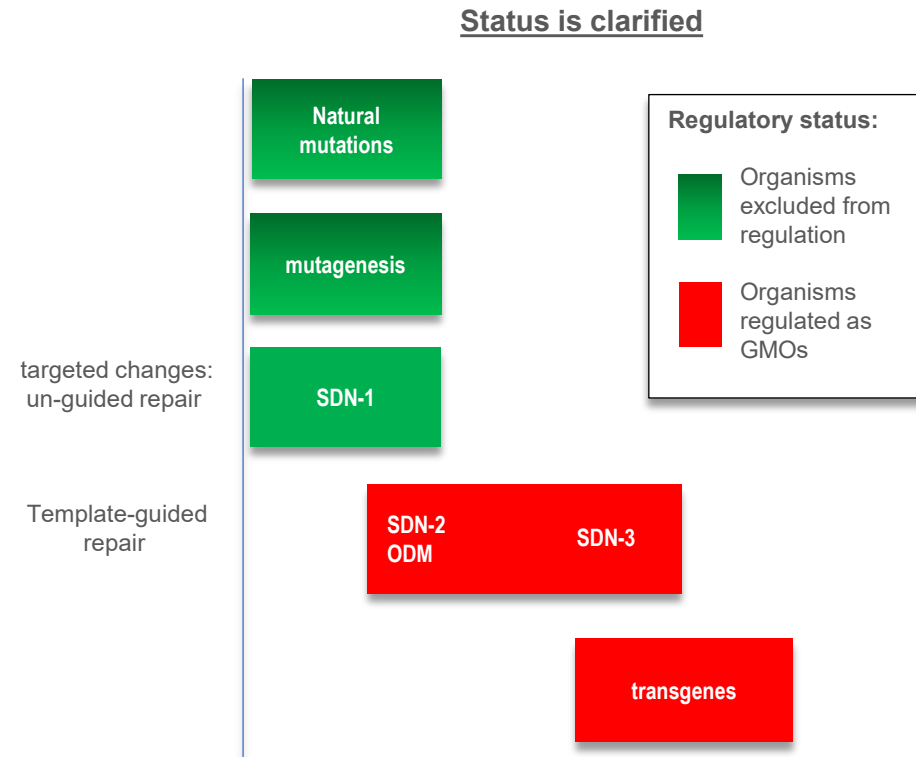 Status is clarified
Natural
mutations
Regulatory status:
Organisms
excluded from
regulation
mutagenesis
Organisms
regulated as
GMOs
targeted changes:
un-guided repair
SDN-1
Template-guided
repair
SDN-2
ODM
SDN-3
transgenes